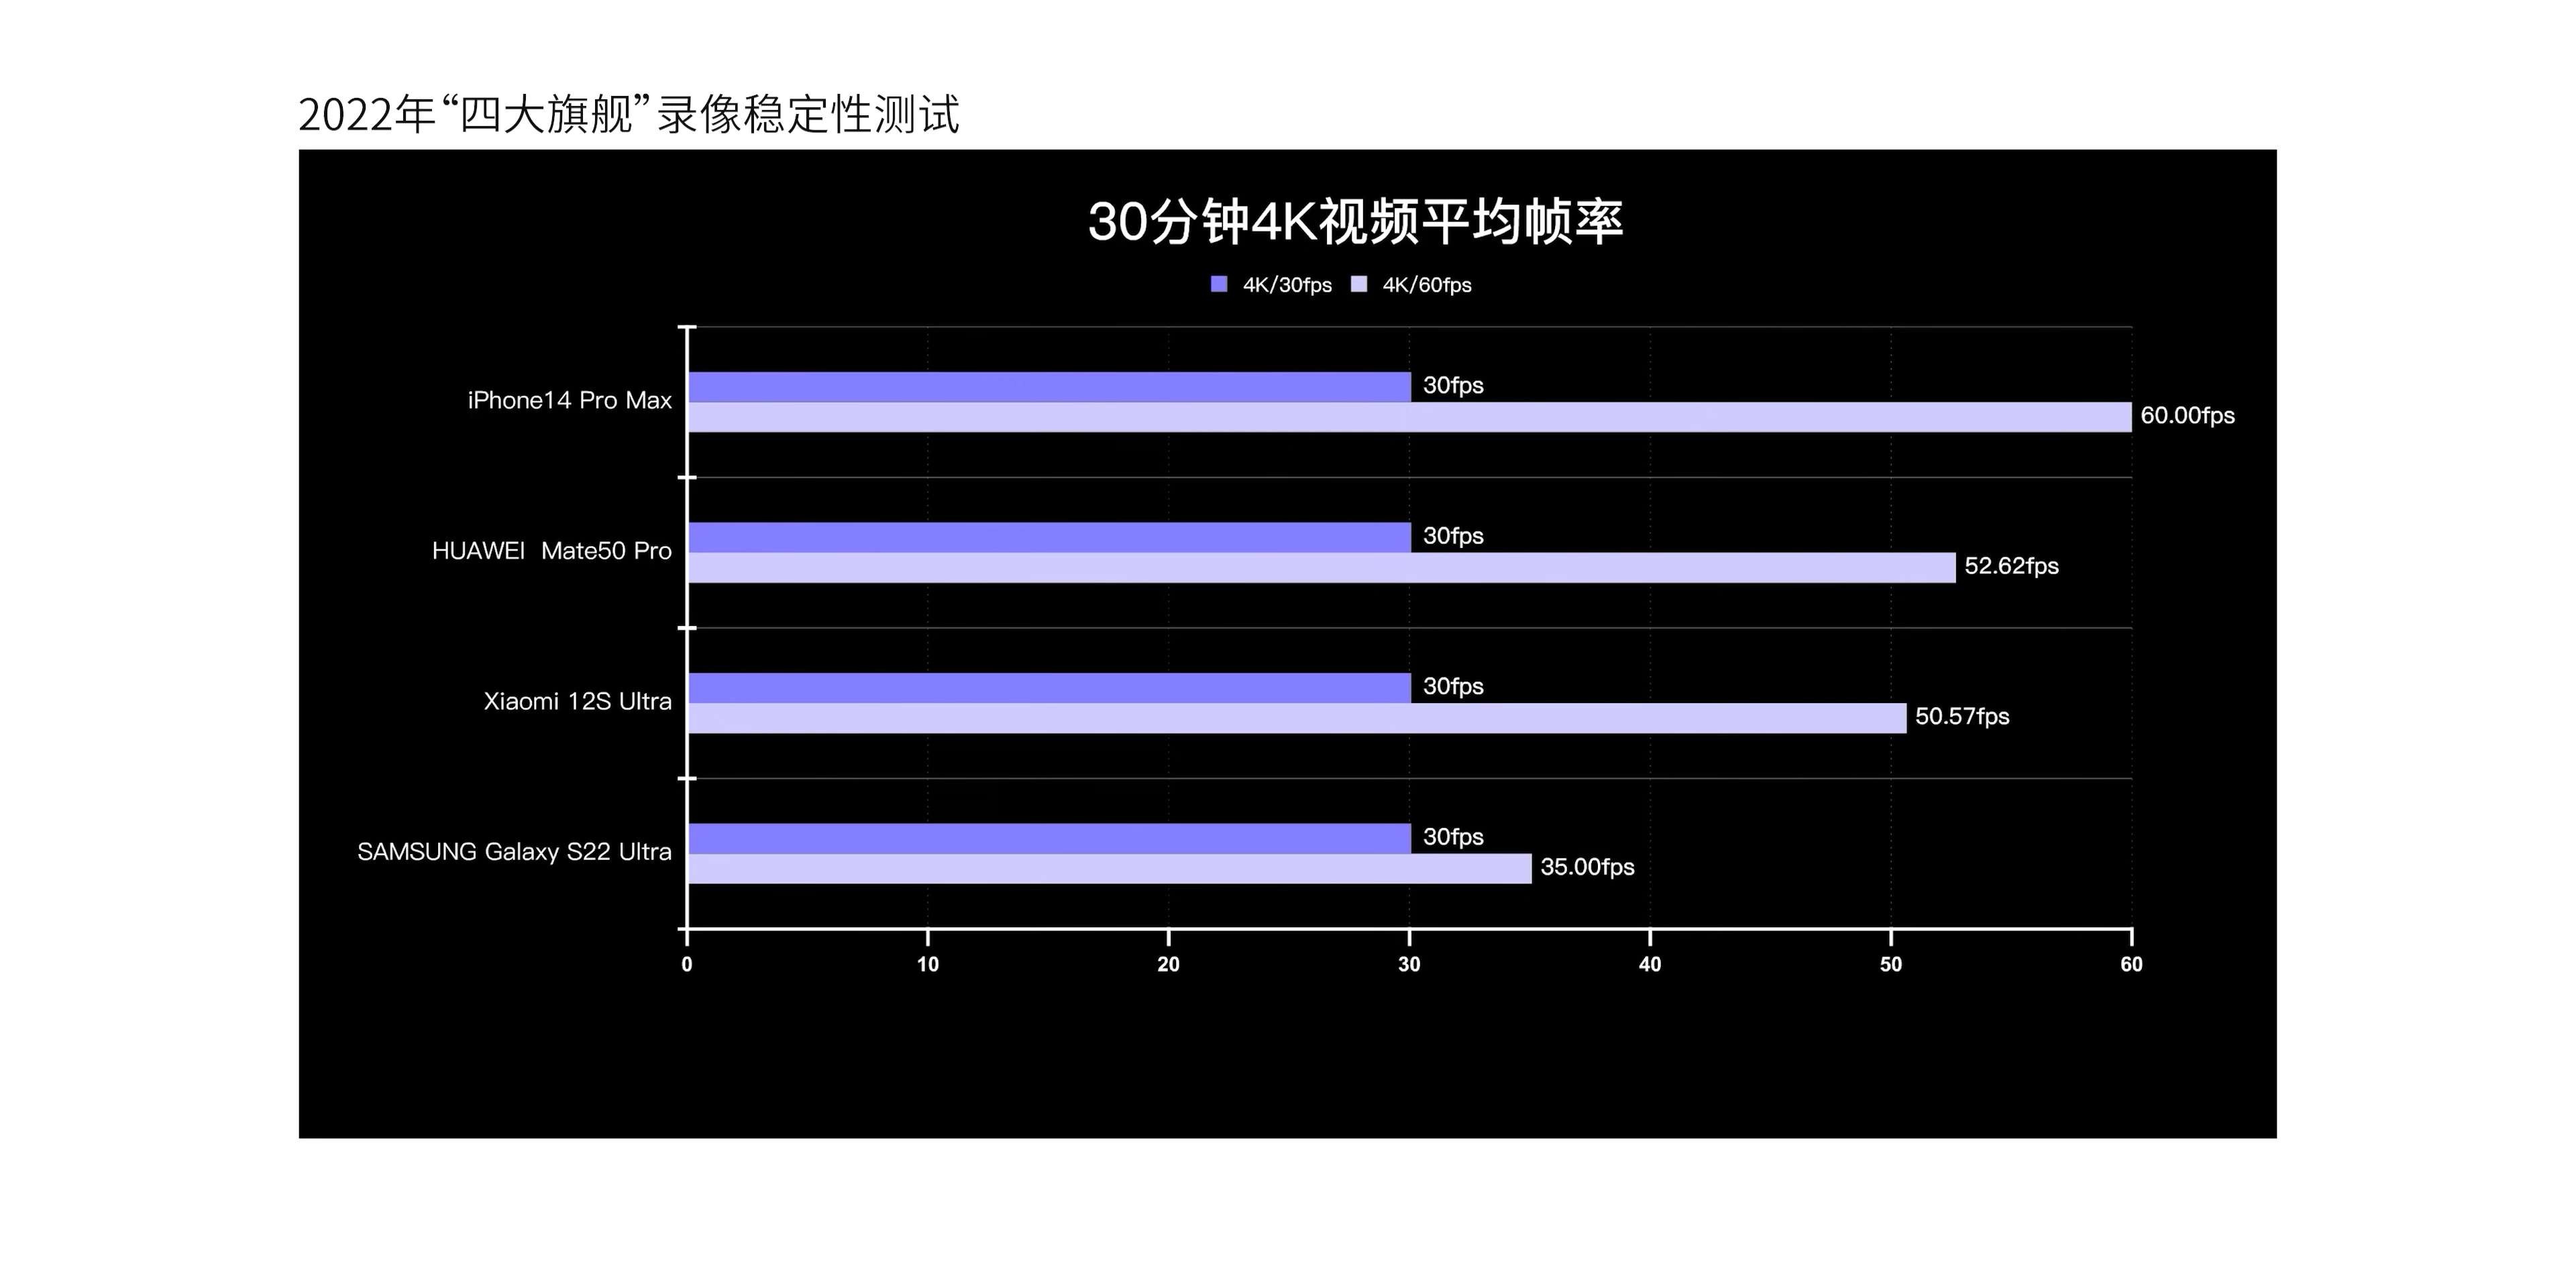 2022年“四大旗舰”录像稳定性测试
30分钟4K视频平均帧率
4K/30fps 4K/60fps
iPhone14 Pro Max
30fps
60.00fps
HUAWEI  Mate50 Pro
30fps
52.62fps
Xiaomi 12S Ultra
30fps
50.57fps
SAMSUNG Galaxy S22 Ultra
30fps
35.00fps
0 10 20 30 40 50 60